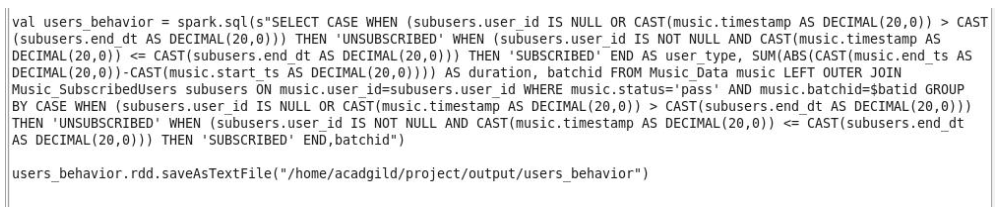 val users_behavior = spark.sql(s"SELECT CASE WHEN (subusers.user_id IS NULL OR CAST(music.timestamp AS DECIMAL(20,0)) > CAST
(subusers.end_dt AS DECIMAL(20,0))) THEN 'UNSUBSCRIBED' WHEN (subusers.user_id IS NOT NULL AND CAST(music.timestamp AS
DECIMAL(20,0)) <= CAST(subusers.end_dt AS DECIMAL(20,0))) THEN 'SUBSCRIBED' END AS user_type, SUM(ABS(CAST(music.end_ts AS
DECIMAL(20,0))-CAST(music.start_ts AS DECIMAL(20,0)))) AS duration, batchid FROM Music_Data music LEFT OUTER JOIN
Music_SubscribedUsers subusers ON music.user_id=subusers.user_id WHERE music.status='pass' AND music.batchid=$batid GROUP
BY CASE WHEN (subusers.user_id IS NULL OR CAST(music.timestamp AS DECIMAL(20,0)) > CAST(subusers.end_dt AS DECIMAL(20,0)))
THEN 'UNSUBSCRIBED' WHEN (subusers.user_id IS NOT NULL AND CAST(music.timestamp AS DECIMAL(20,0)) <= CAST(subusers.end_dt
AS DECIMAL(20,0))) THEN 'SUBSCRIBED' END,batchid")
users_behavior.rdd.saveAsTextFile("/home/acadgild/project/output/users_behavior")